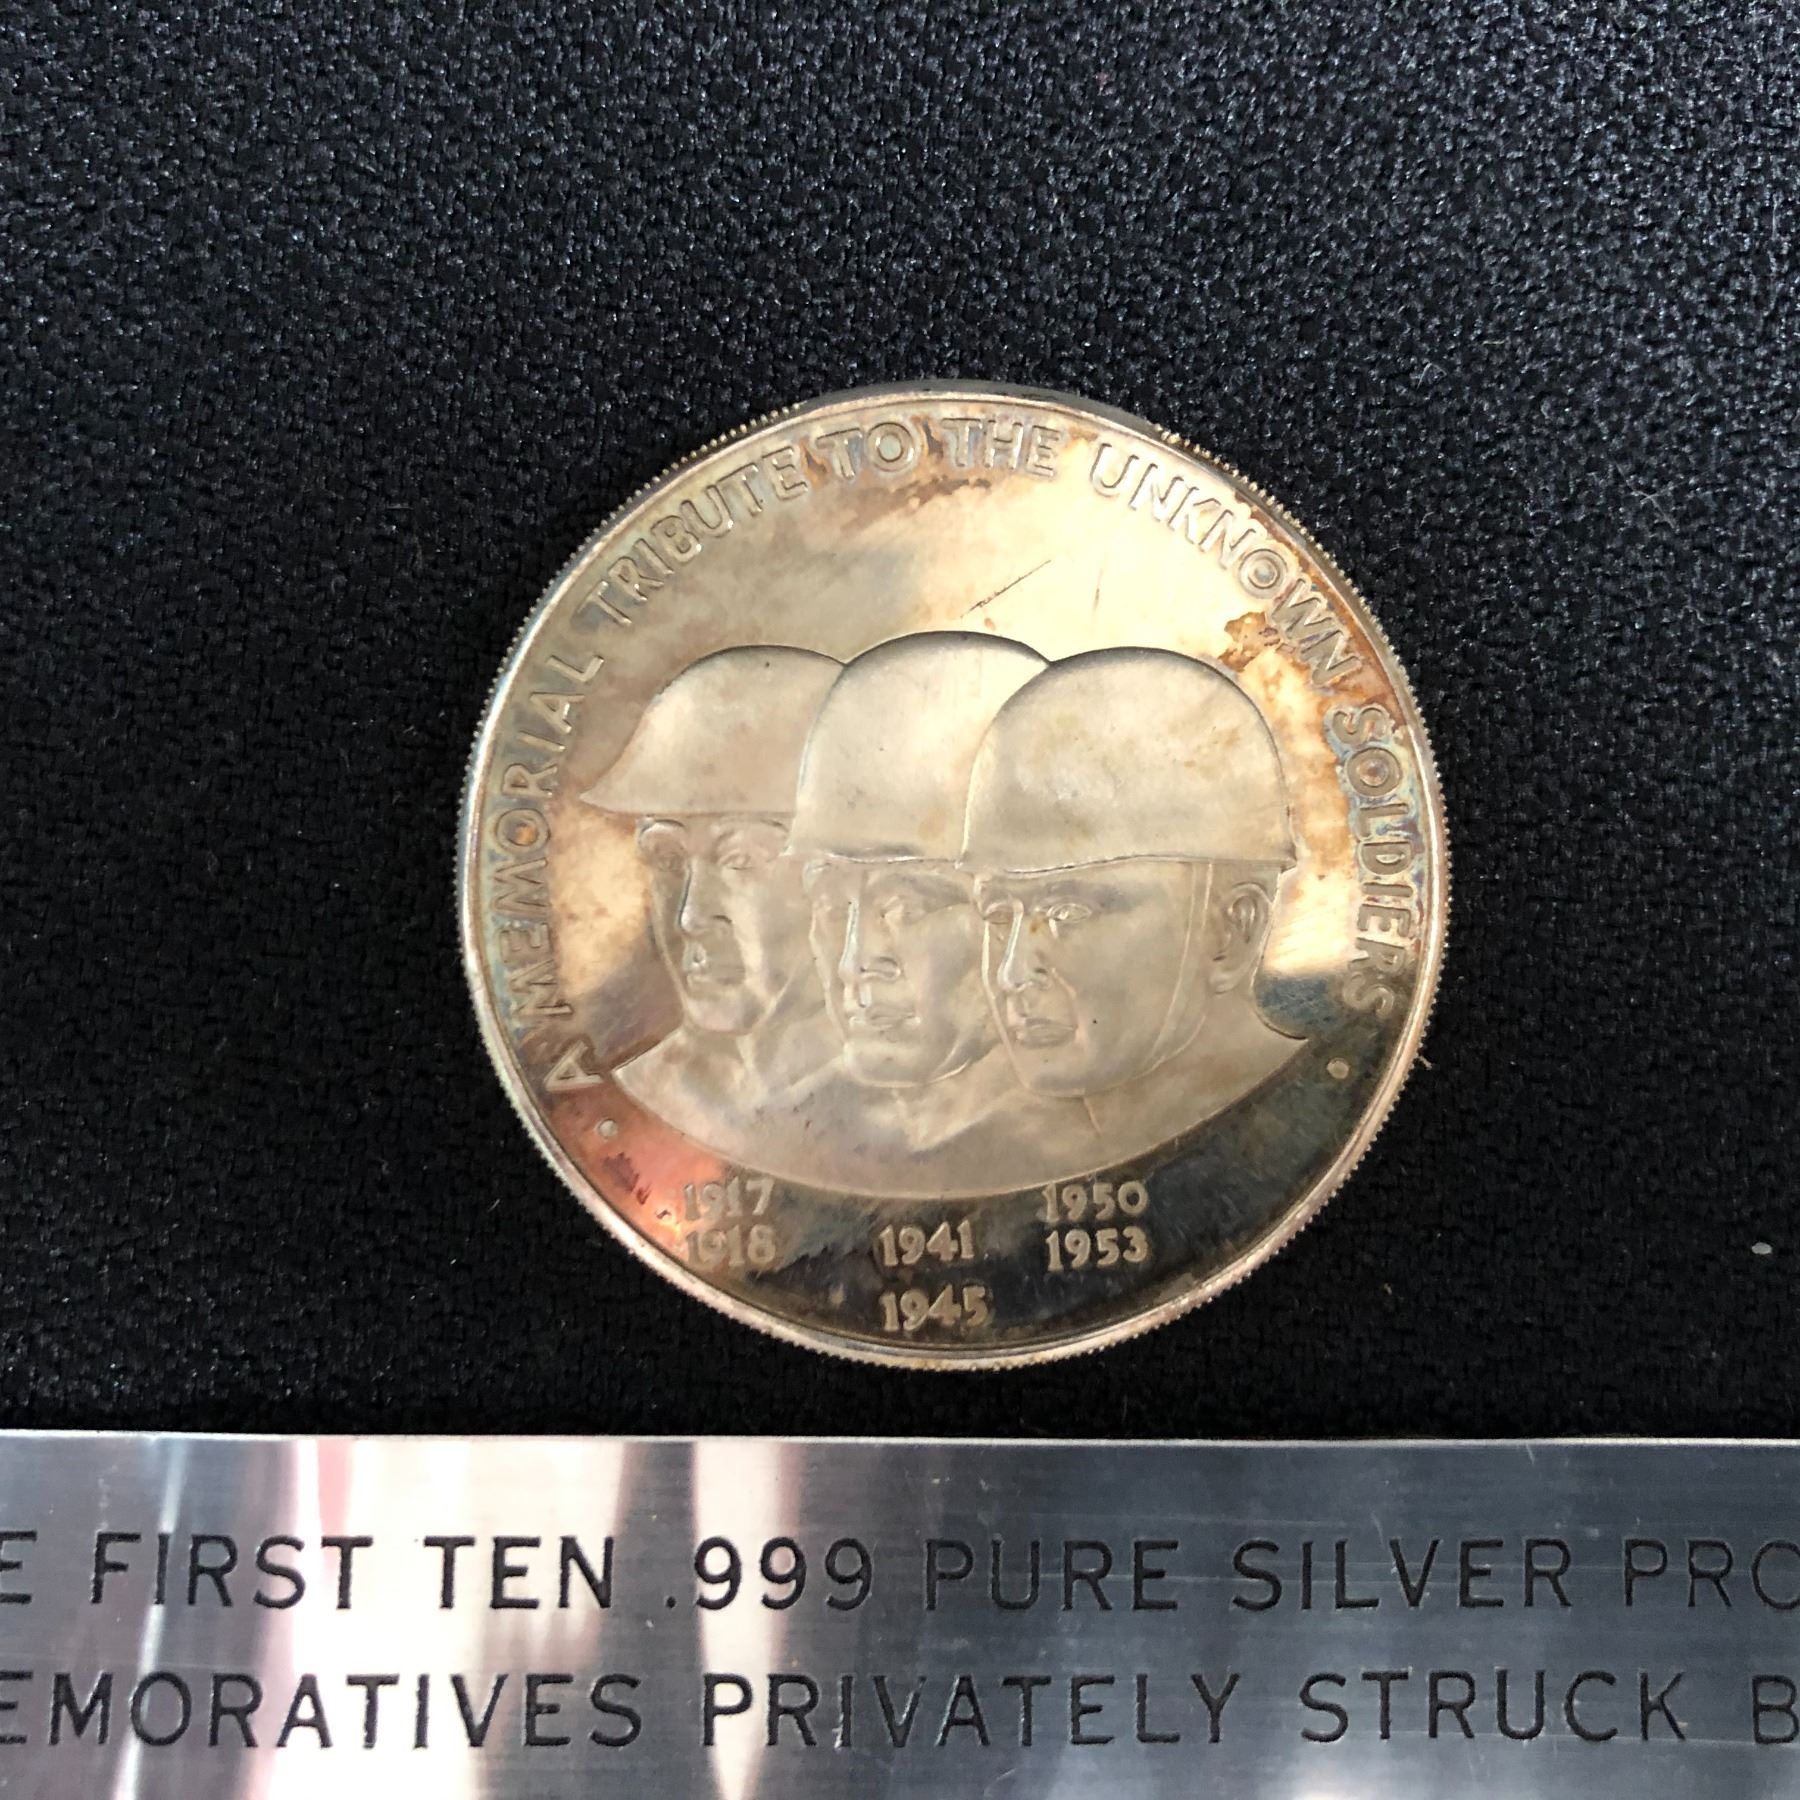 A MEMORIAL TRIBUTE TO THE UNKNOWN SOLDIERS
1917
1918
1941
1945
1950
1953
E FIRST TEN .999 PURE SILVER PRO
EMORATIVES PRIVATELY STRUCK B